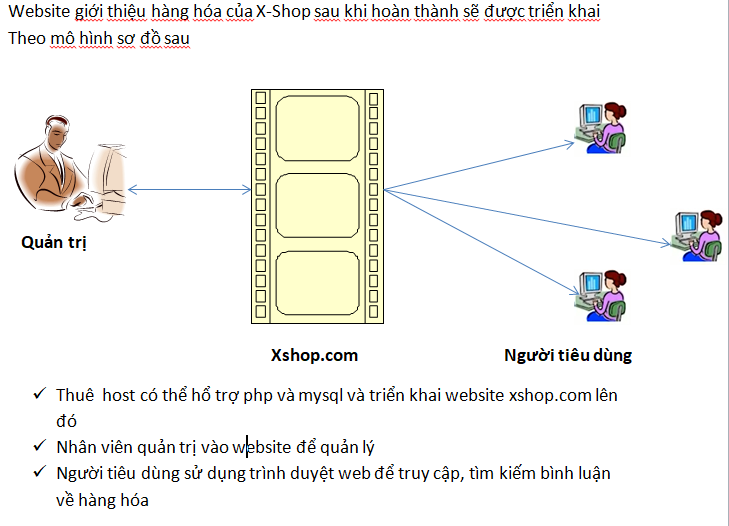 Website giới thiệu hàng hóa của X-Shop sau khi hoàn thành sẽ được triển khai
Theo mô hình sơ đồ sau
Quản trị
Xshop.com
Người tiêu dùng
✓ Thuê host có thể hổ trợ php và mysql và triển khai website xshop.com lên
đó
✓ Nhân viên quản trị vào website để quản lý
✓ Người tiêu dùng sử dụng trình duyệt web để truy cập, tìm kiếm bình luận
về hàng hóa